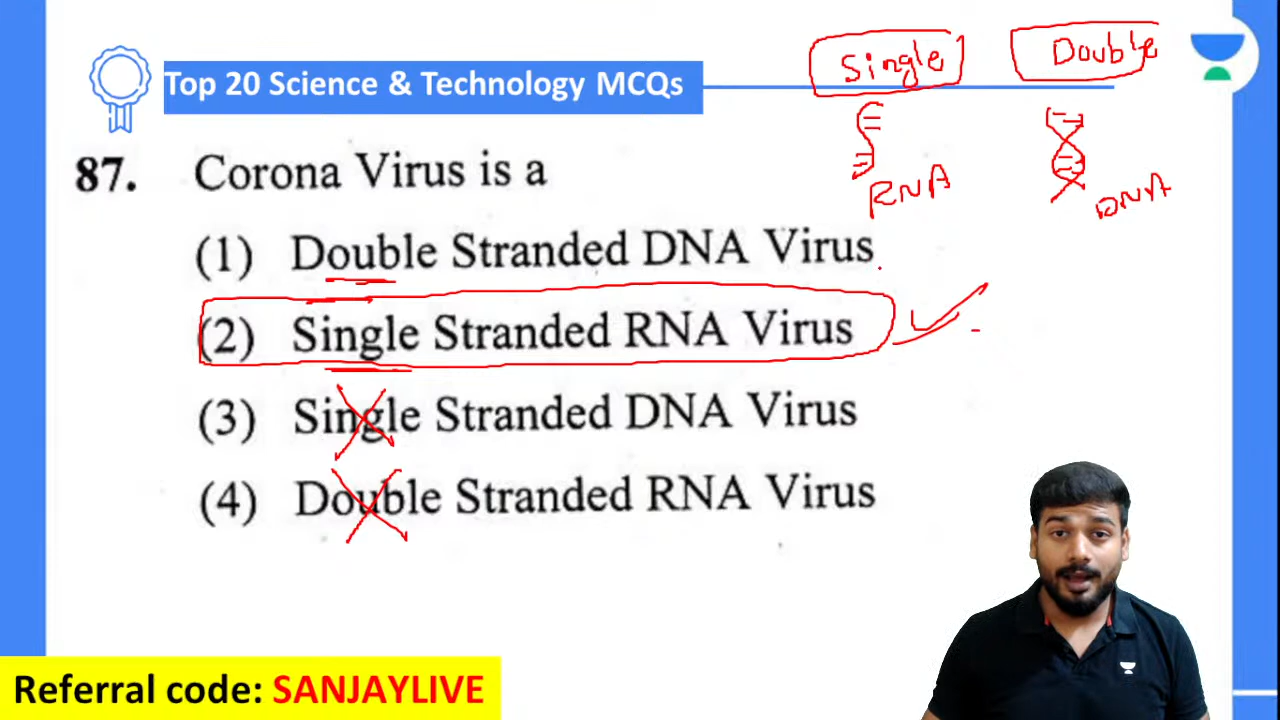 Single
Double
Top 20 Science & Technology MCQs
RNA
DNA
87. Corona Virus is a
(1) Double Stranded DNA Virus
(2) Single Stranded RNA Virus
(3) Single Stranded DNA Virus
(4) Double Stranded RNA Virus
Referral code: SANJAYLIVE